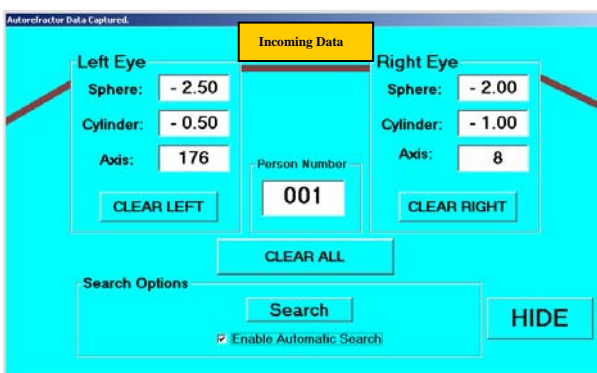 Autorefractor Data Captured.
Incoming Data
Left Eye
Sphere: - 2.50
Cylinder: - 0.50
Axis: 176
CLEAR LEFT
Person Number
001
Right Eye
Sphere: - 2.00
Cylinder: - 1.00
Axis: 8
CLEAR RIGHT
CLEAR ALL
Search Options
Search
Enable Automatic Search
HIDE